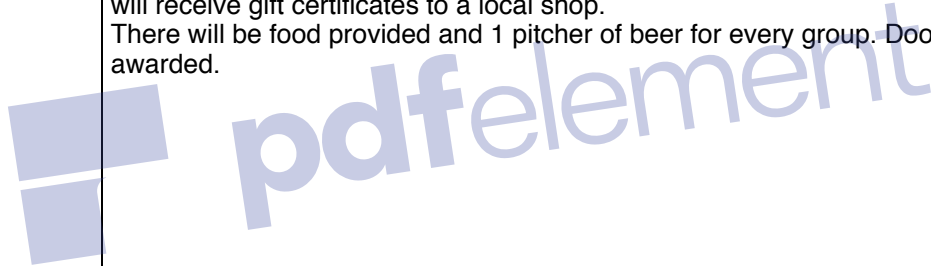 will receive gift certificates to a local shop.
There will be food provided and 1 pitcher of beer for every group.
awarded.
pdfelement